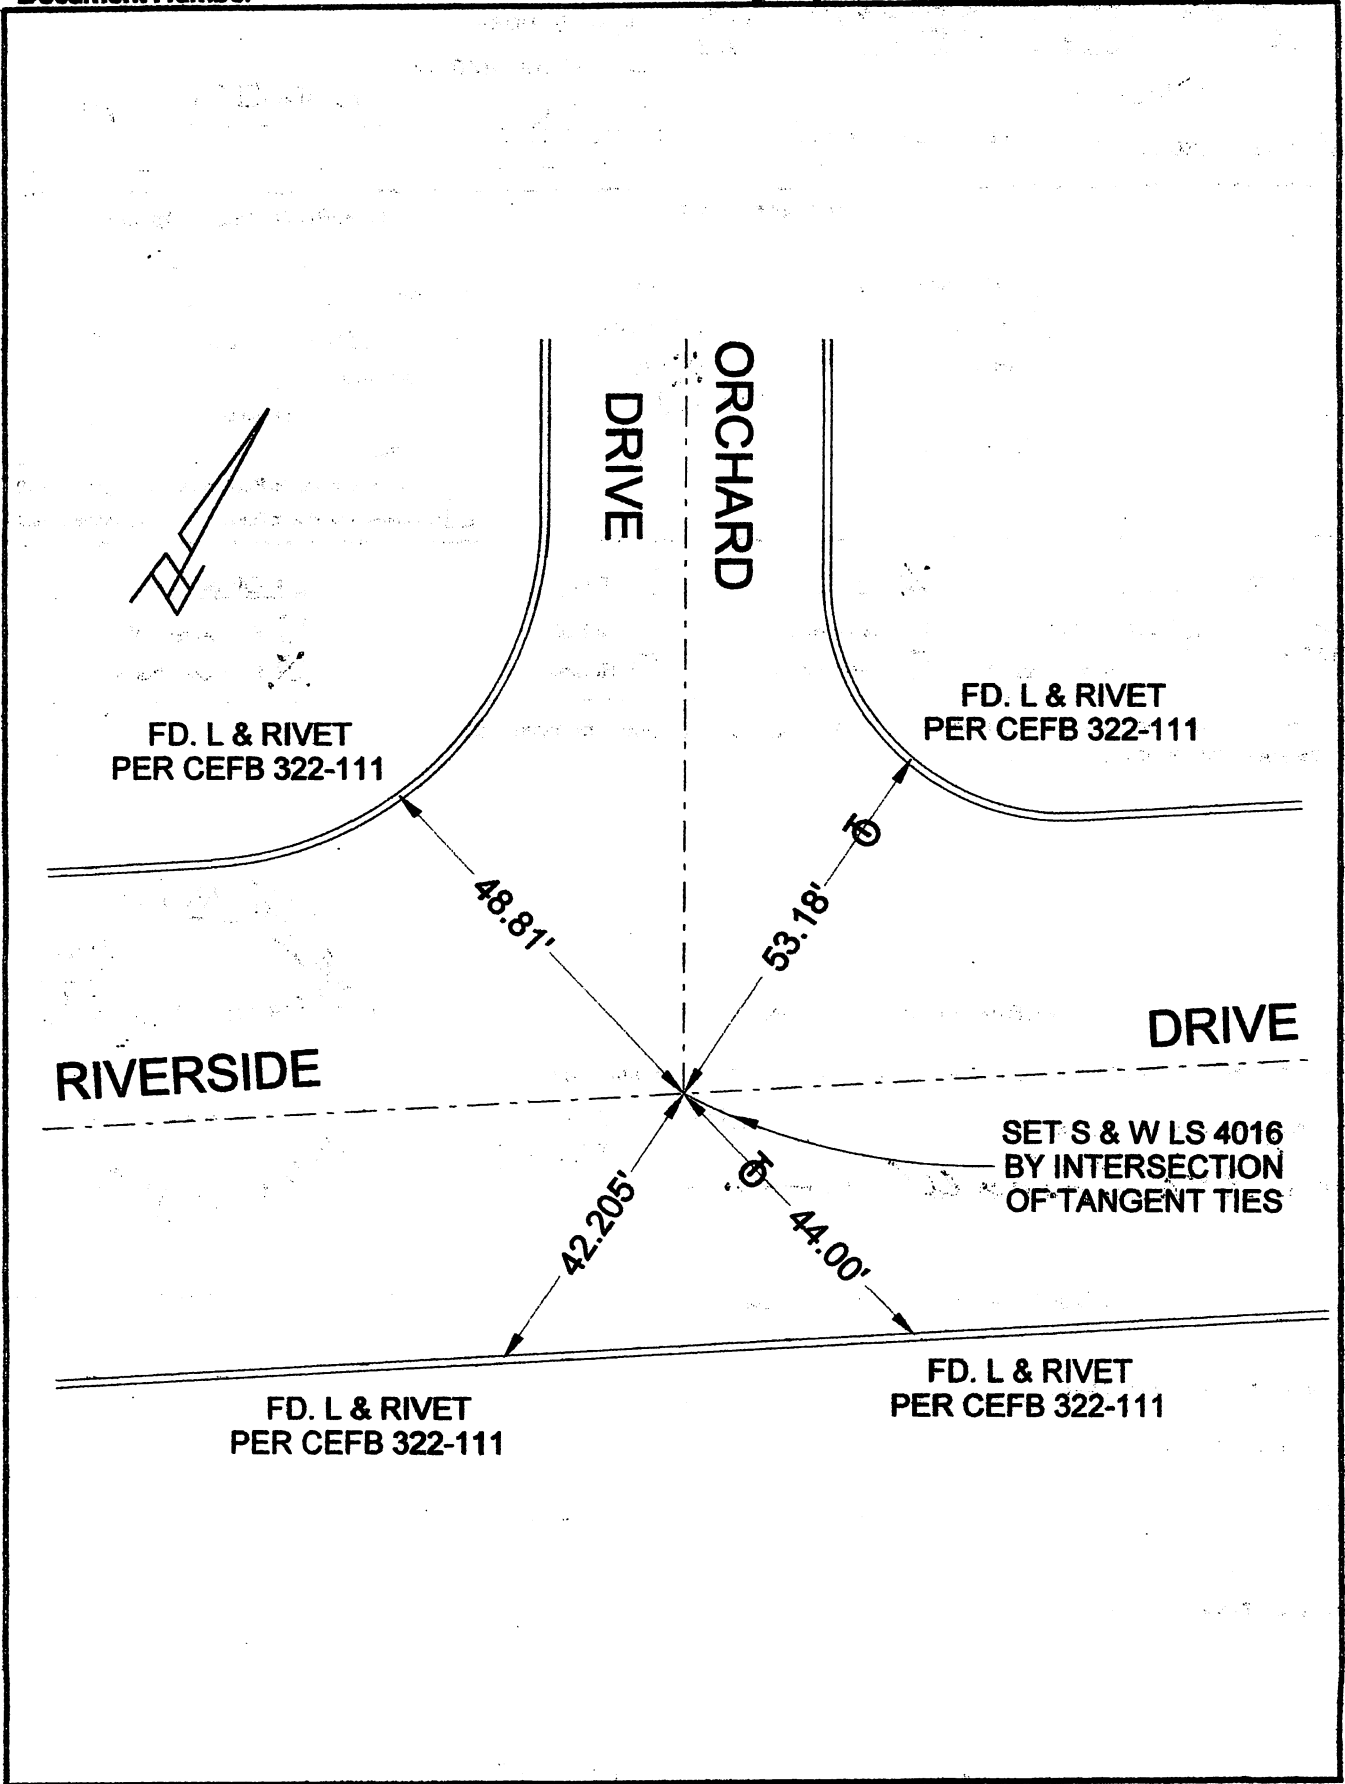 Document Number
ORCHARD
DRIVE
FD. L & RIVET
PER CEFB 322-111
FD. L & RIVET
PER CEFB 322-111
48.81'
53.18'
RIVERSIDE
DRIVE
SET S & W LS 4016
BY INTERSECTION
OF TANGENT TIES
42.205'
44.00'
FD. L & RIVET
PER CEFB 322-111
FD. L & RIVET
PER CEFB 322-111